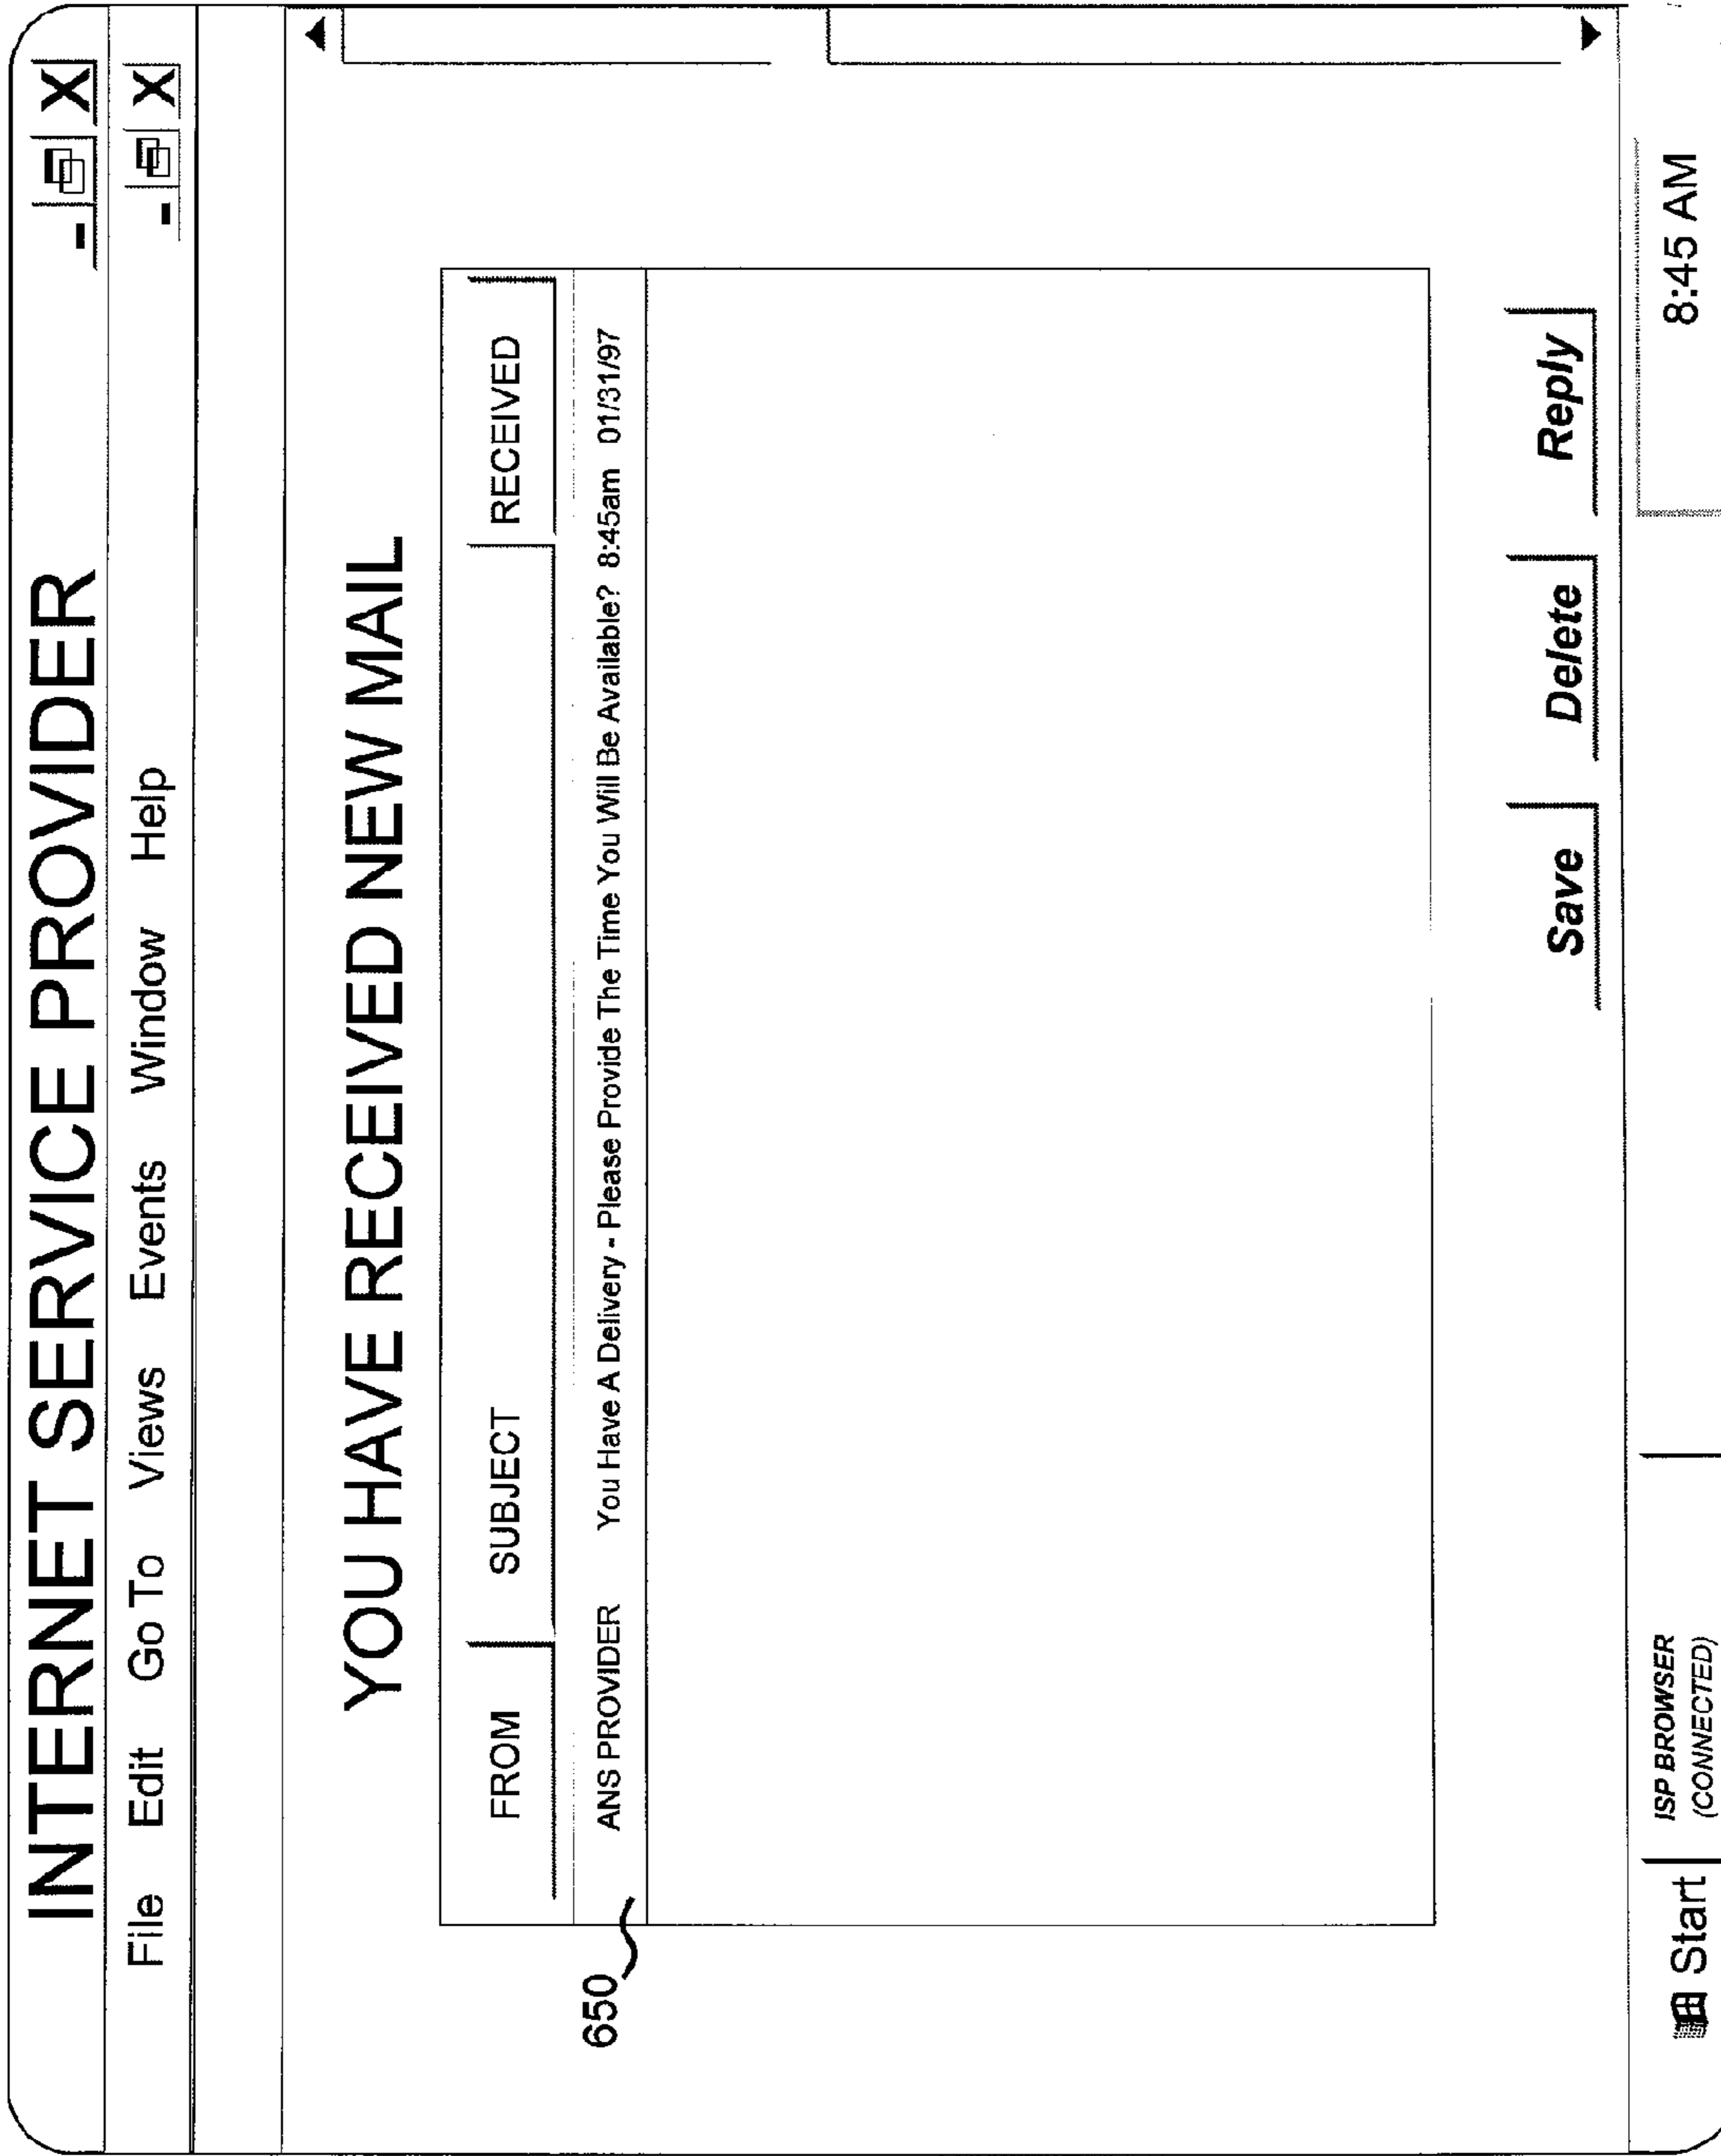 INTERNET SERVICE PROVIDER
File Edit Go To Views Events Window Help
YOU HAVE RECEIVED NEW MAIL
FROM SUBJECT RECEIVED
650 ANS PROVIDER You Have A Delivery - Please Provide The Time You Will Be Available? 8:45am 01/31/97
Save Delete Reply
Start ISP BROWSER 8:45 AM
(CONNECTED)